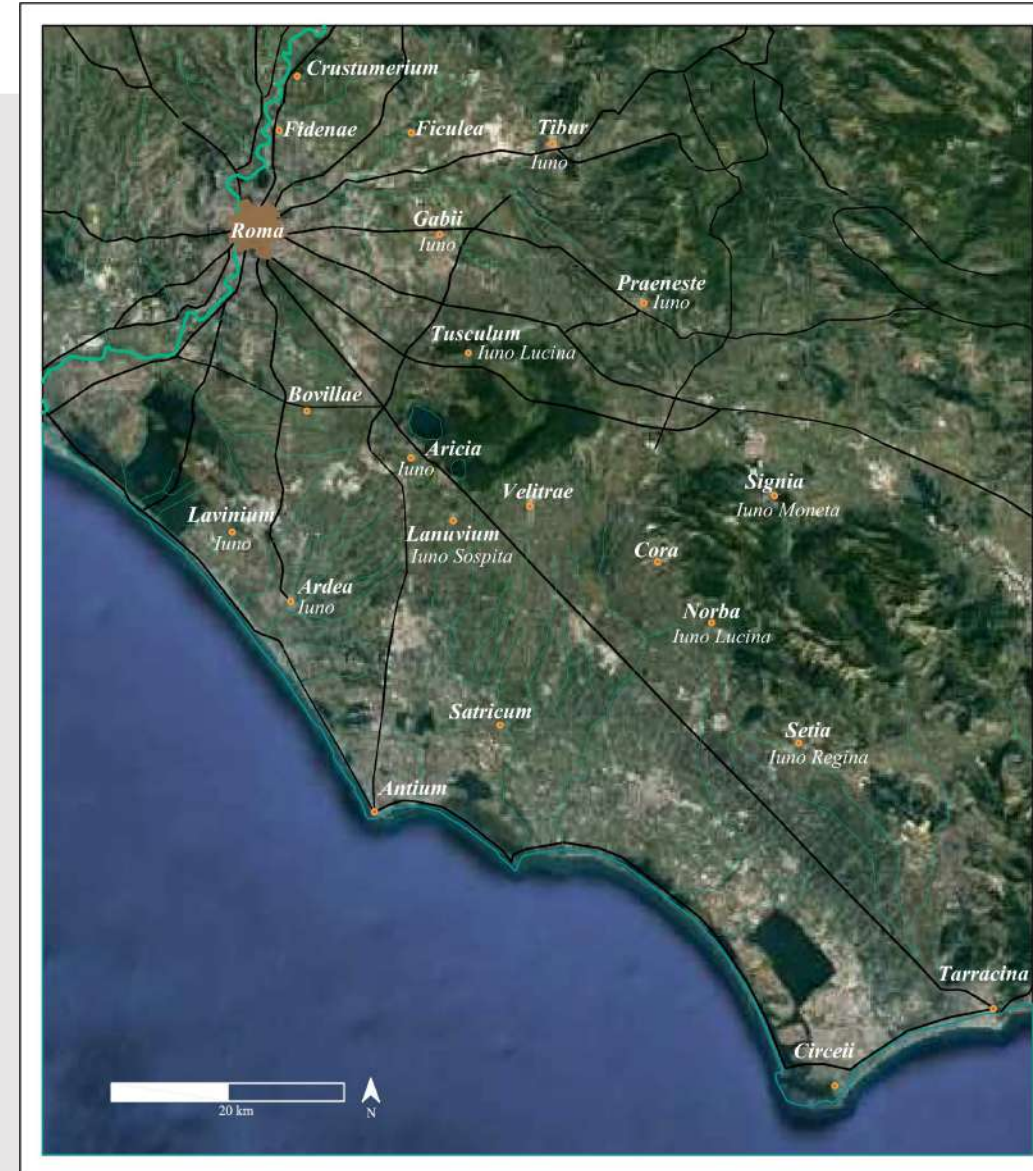 Crustumerium
Fidenae
Ficulea
Tibur
Iuno
Roma
Gabii
Iuno
Praeneste
Iuno
Tusculum
Iuno Lucina
Bovillae
Aricia
Iuno
Velitrae
Signia
Iuno Moneta
Lavinium
Iuno
Lanuvium
Iuno Sospita
Cora
Ardea
Iuno
Norba
Iuno Lucina
Satricum
Setia
Iuno Regina
Antium
Tarracina
Circeii
20 km
N